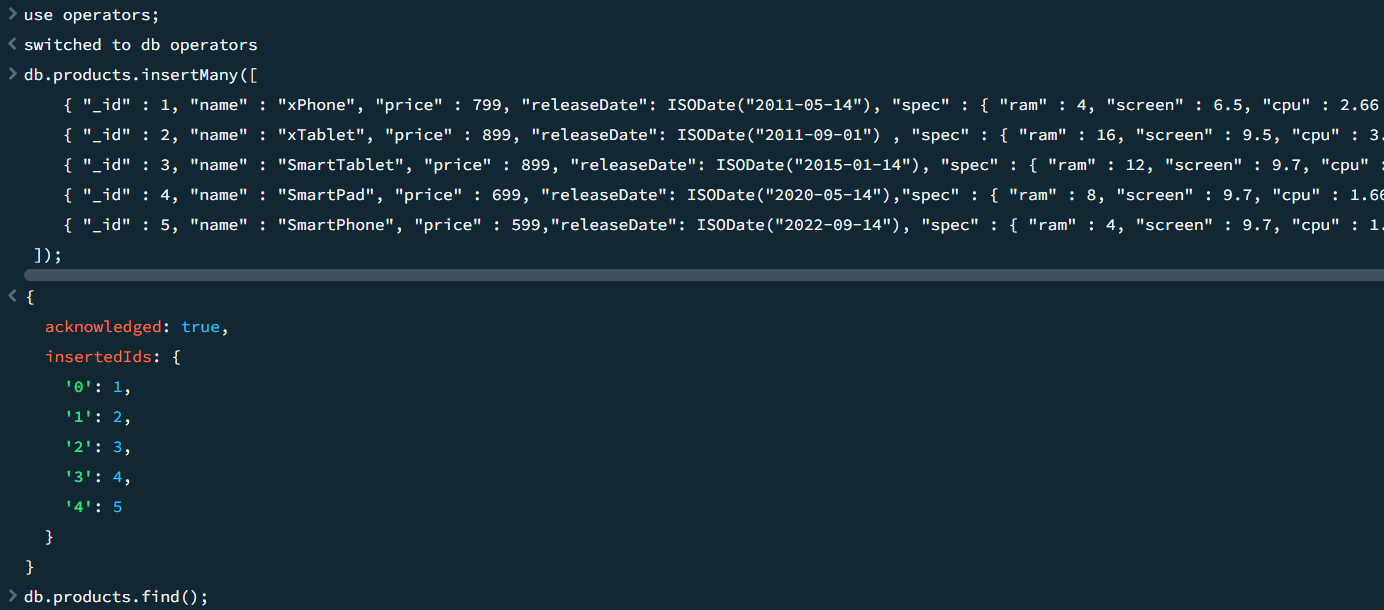 > use operators;
< switched to db operators
> db.products.insertMany([
{ "_id" : 1, "name" : "xPhone", "price" : 799, "releaseDate": ISODate("2011-05-14"), "spec" : { "ram" : 4, "screen" : 6.5, "cpu" : 2.66
{ "_id" : 2, "name" : "xTablet", "price" : 899, "releaseDate": ISODate("2011-09-01") , "spec" : { "ram" : 16, "screen" : 9.5, "cpu" : 3.
{ "_id" : 3, "name" : "SmartTablet", "price" : 899, "releaseDate": ISODate("2015-01-14"), "spec" : { "ram" : 12, "screen" : 9.7, "cpu" :
{ "_id" : 4, "name" : "SmartPad", "price" : 699, "releaseDate": ISODate("2020-05-14"),"spec" : { "ram" : 8, "screen" : 9.7, "cpu" : 1.66
{ "_id" : 5, "name" : "SmartPhone", "price" : 599,"releaseDate": ISODate("2022-09-14"), "spec" : { "ram" : 4, "screen" : 9.7, "cpu" : 1.
]);
< {
acknowledged: true,
insertedIds: {
'0': 1,
'1': 2,
'2': 3,
'3': 4,
'4': 5
}
}
> db.products.find();